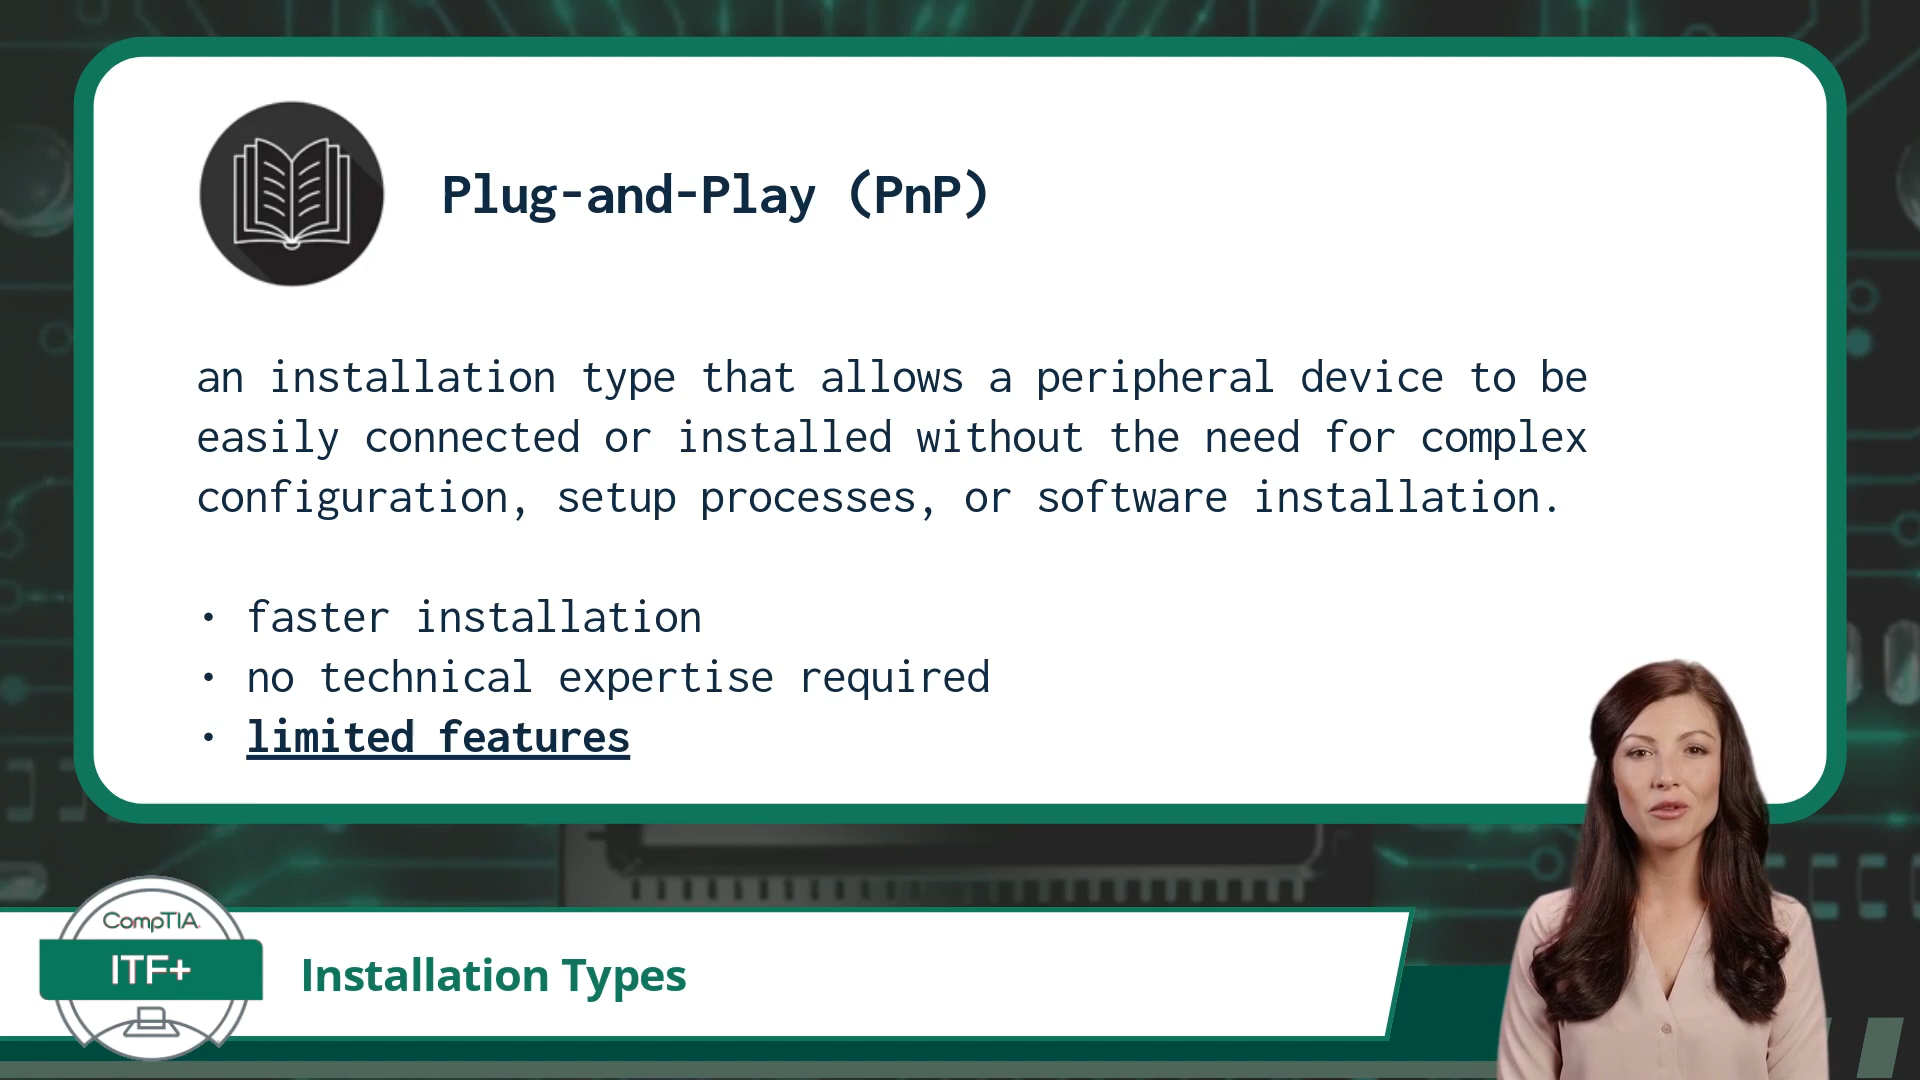 Plug-and-Play (PnP)
an installation type that allows a peripheral device to be
easily connected or installed without the need for complex
configuration, setup processes, or software installation.
• faster installation
• no technical expertise required
• limited features
CompTIA
ITF+
Installation Types